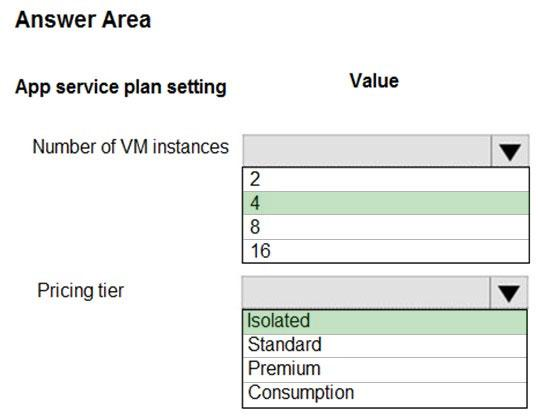 Answer Area
App service plan setting Value
Number of VM instances
2
4
8
16
Pricing tier
Isolated
Standard
Premium
Consumption